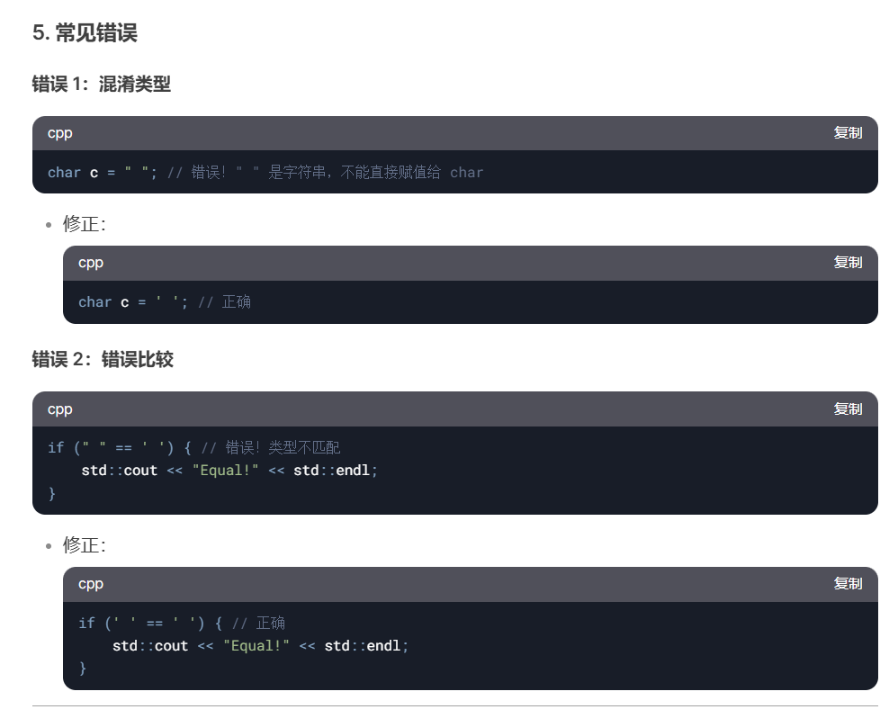 5. 常见错误
错误 1：混淆类型
cpp 复制
char c = " "; // 错误！" " 是字符串，不能直接赋值给 char
修正：
cpp 复制
char c = ' '; // 正确
错误 2：错误比较
cpp 复制
if (" " == ' ') { // 错误！类型不匹配
    std::cout << "Equal!" << std::endl;
}
修正：
cpp 复制
if (' ' == ' ') { // 正确
    std::cout << "Equal!" << std::endl;
}